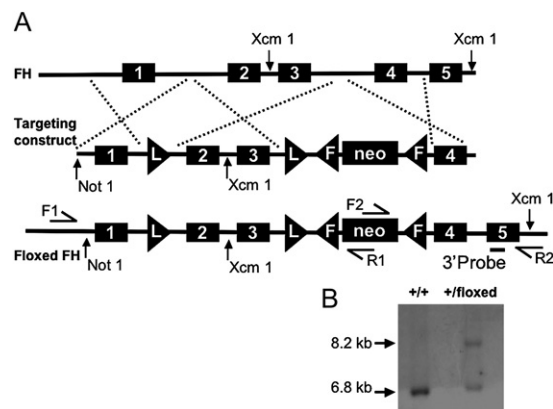 A
Xcm 1
Xcm 1
1 2 3 4 5
FH
Targeting
construct
1 L 2 3 L F neo F 4
Not 1
Xcm 1
F1
F2
Xcm 1
1 L 2 3 L F neo F 4 5
Floxed FH
Not 1
Xcm 1
R1
3'Probe
R2
B
+/+ +/floxed
8.2 kb
6.8 kb